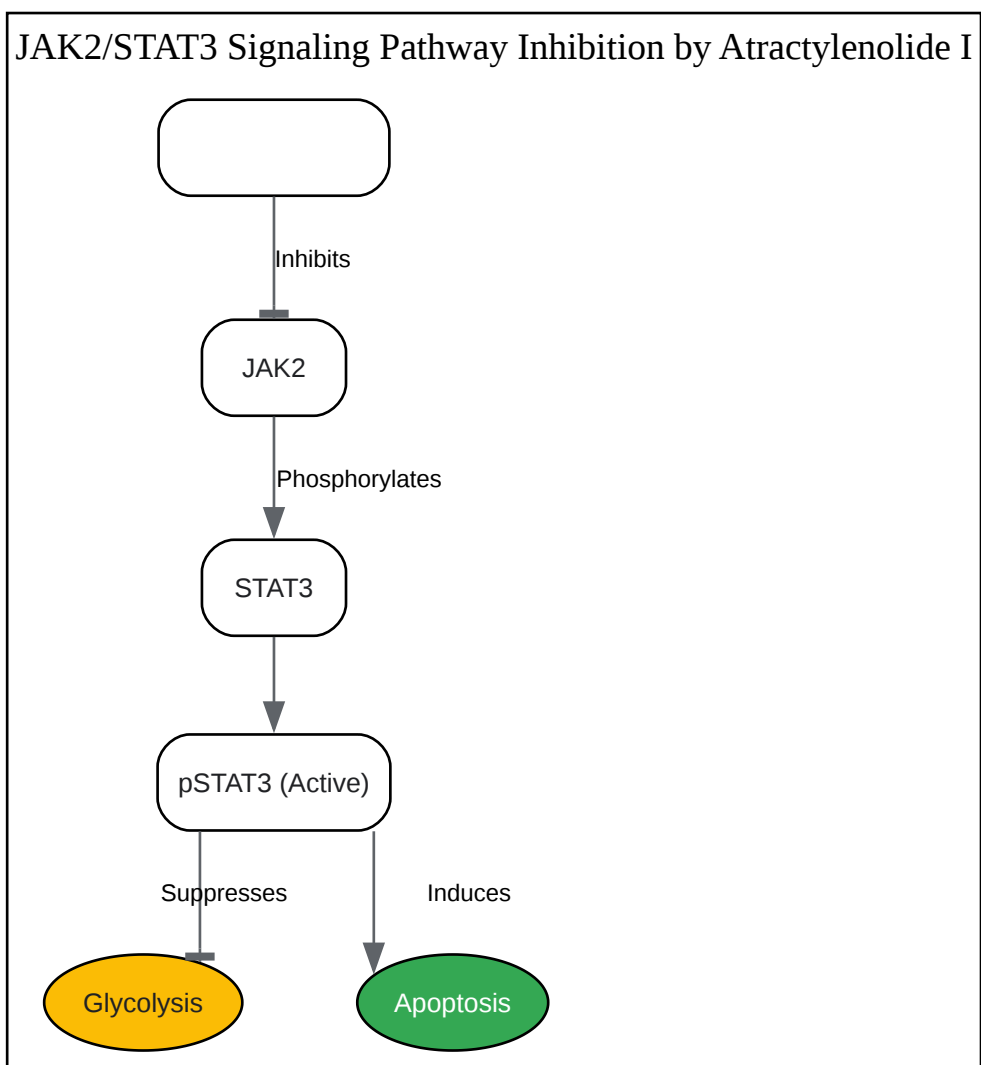 JAK2/STAT3 Signaling Pathway Inhibition by Atractylenolide I
Inhibits
JAK2
Phosphorylates
STAT3
pSTAT3 (Active)
Suppresses
Induces
Glycolysis
Apoptosis